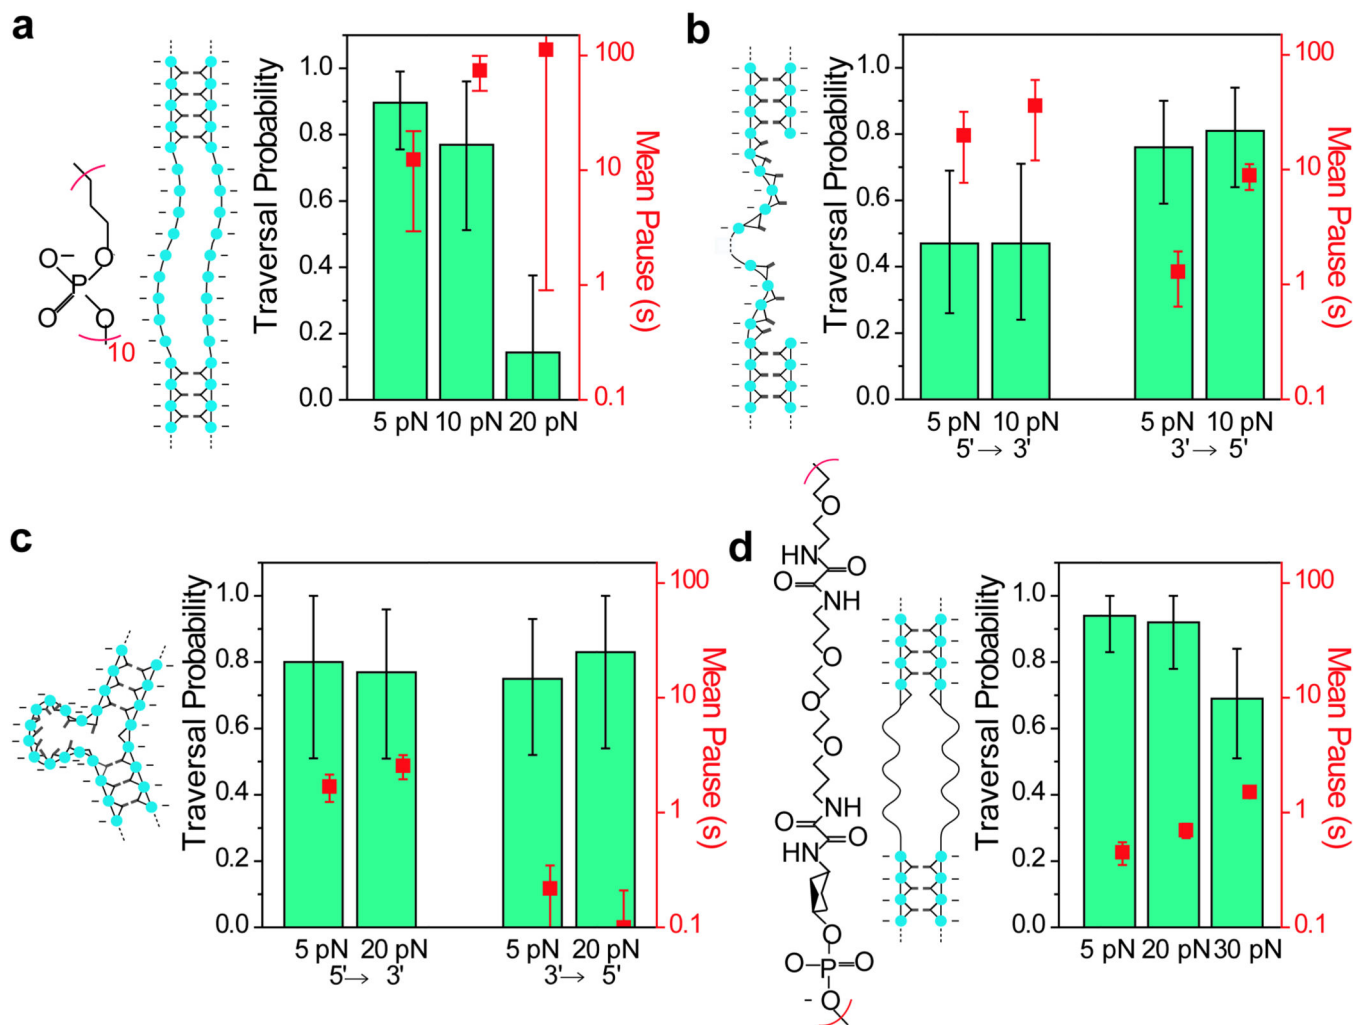 a
O
-
O
P
O
O
10
Traversal Probability
1.0
0.8
0.6
0.4
0.2
0.0
5 pN 10 pN 20 pN
100
10
1
0.1
Mean Pause (s)
b
Traversal Probability
1.0
0.8
0.6
0.4
0.2
0.0
5 pN 10 pN
5'→ 3'
5 pN 10 pN
3'→ 5'
100
10
1
0.1
Mean Pause (s)
c
Traversal Probability
1.0
0.8
0.6
0.4
0.2
0.0
5 pN 20 pN
5'→ 3'
5 pN 20 pN
3'→ 5'
100
10
1
0.1
Mean Pause (s)
d
O
HN
O
O
NH
O
O
O
NH
O
O
HN
O
O-P=O
- O
Traversal Probability
1.0
0.8
0.6
0.4
0.2
0.0
5 pN 20 pN 30 pN
100
10
1
0.1
Mean Pause (s)